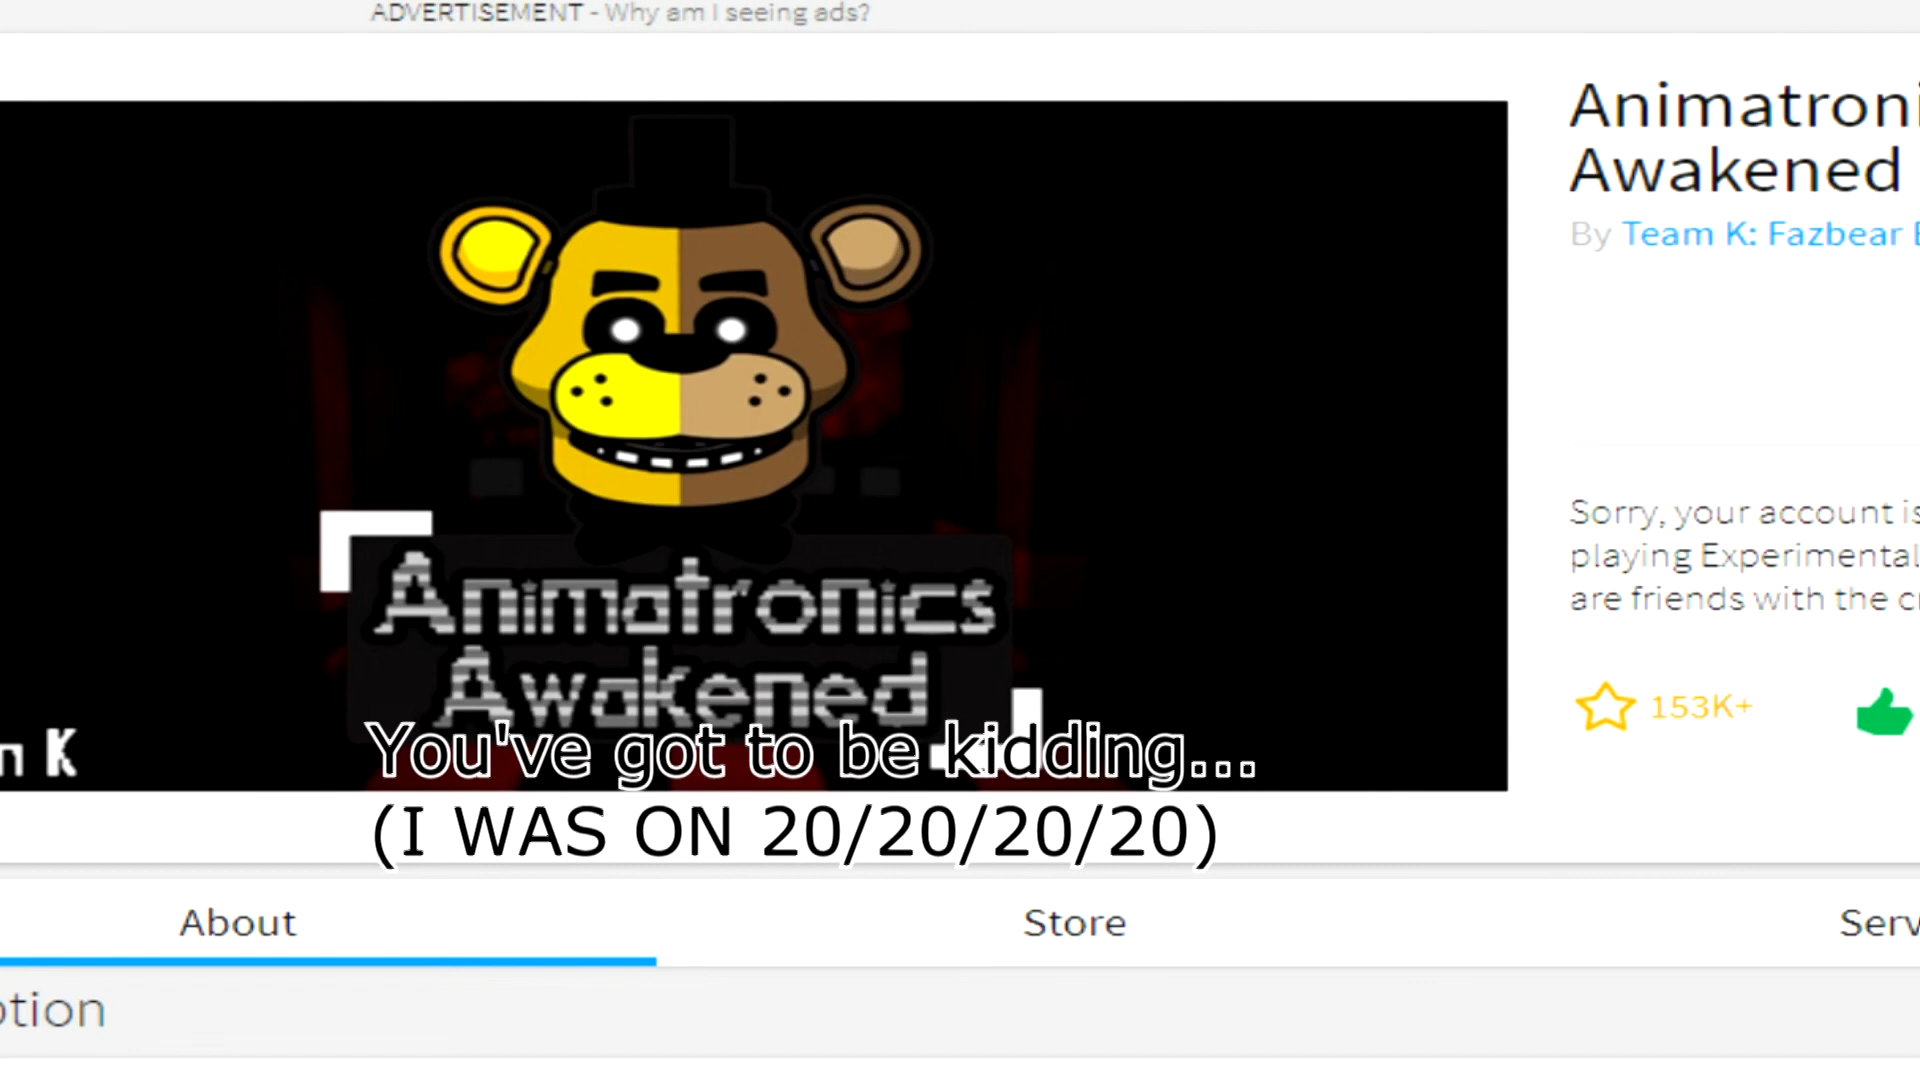 ADVERTISEMENT - Why am I seeing ads?
Animatroni
Awakened
By Team K: Fazbear E
Sorry, your account is
playing Experimental
are friends with the cr
153K+
Animatronics
Awakened
n K
You've got to be kidding...
(I WAS ON 20/20/20/20)
About
Store
Serv
ption